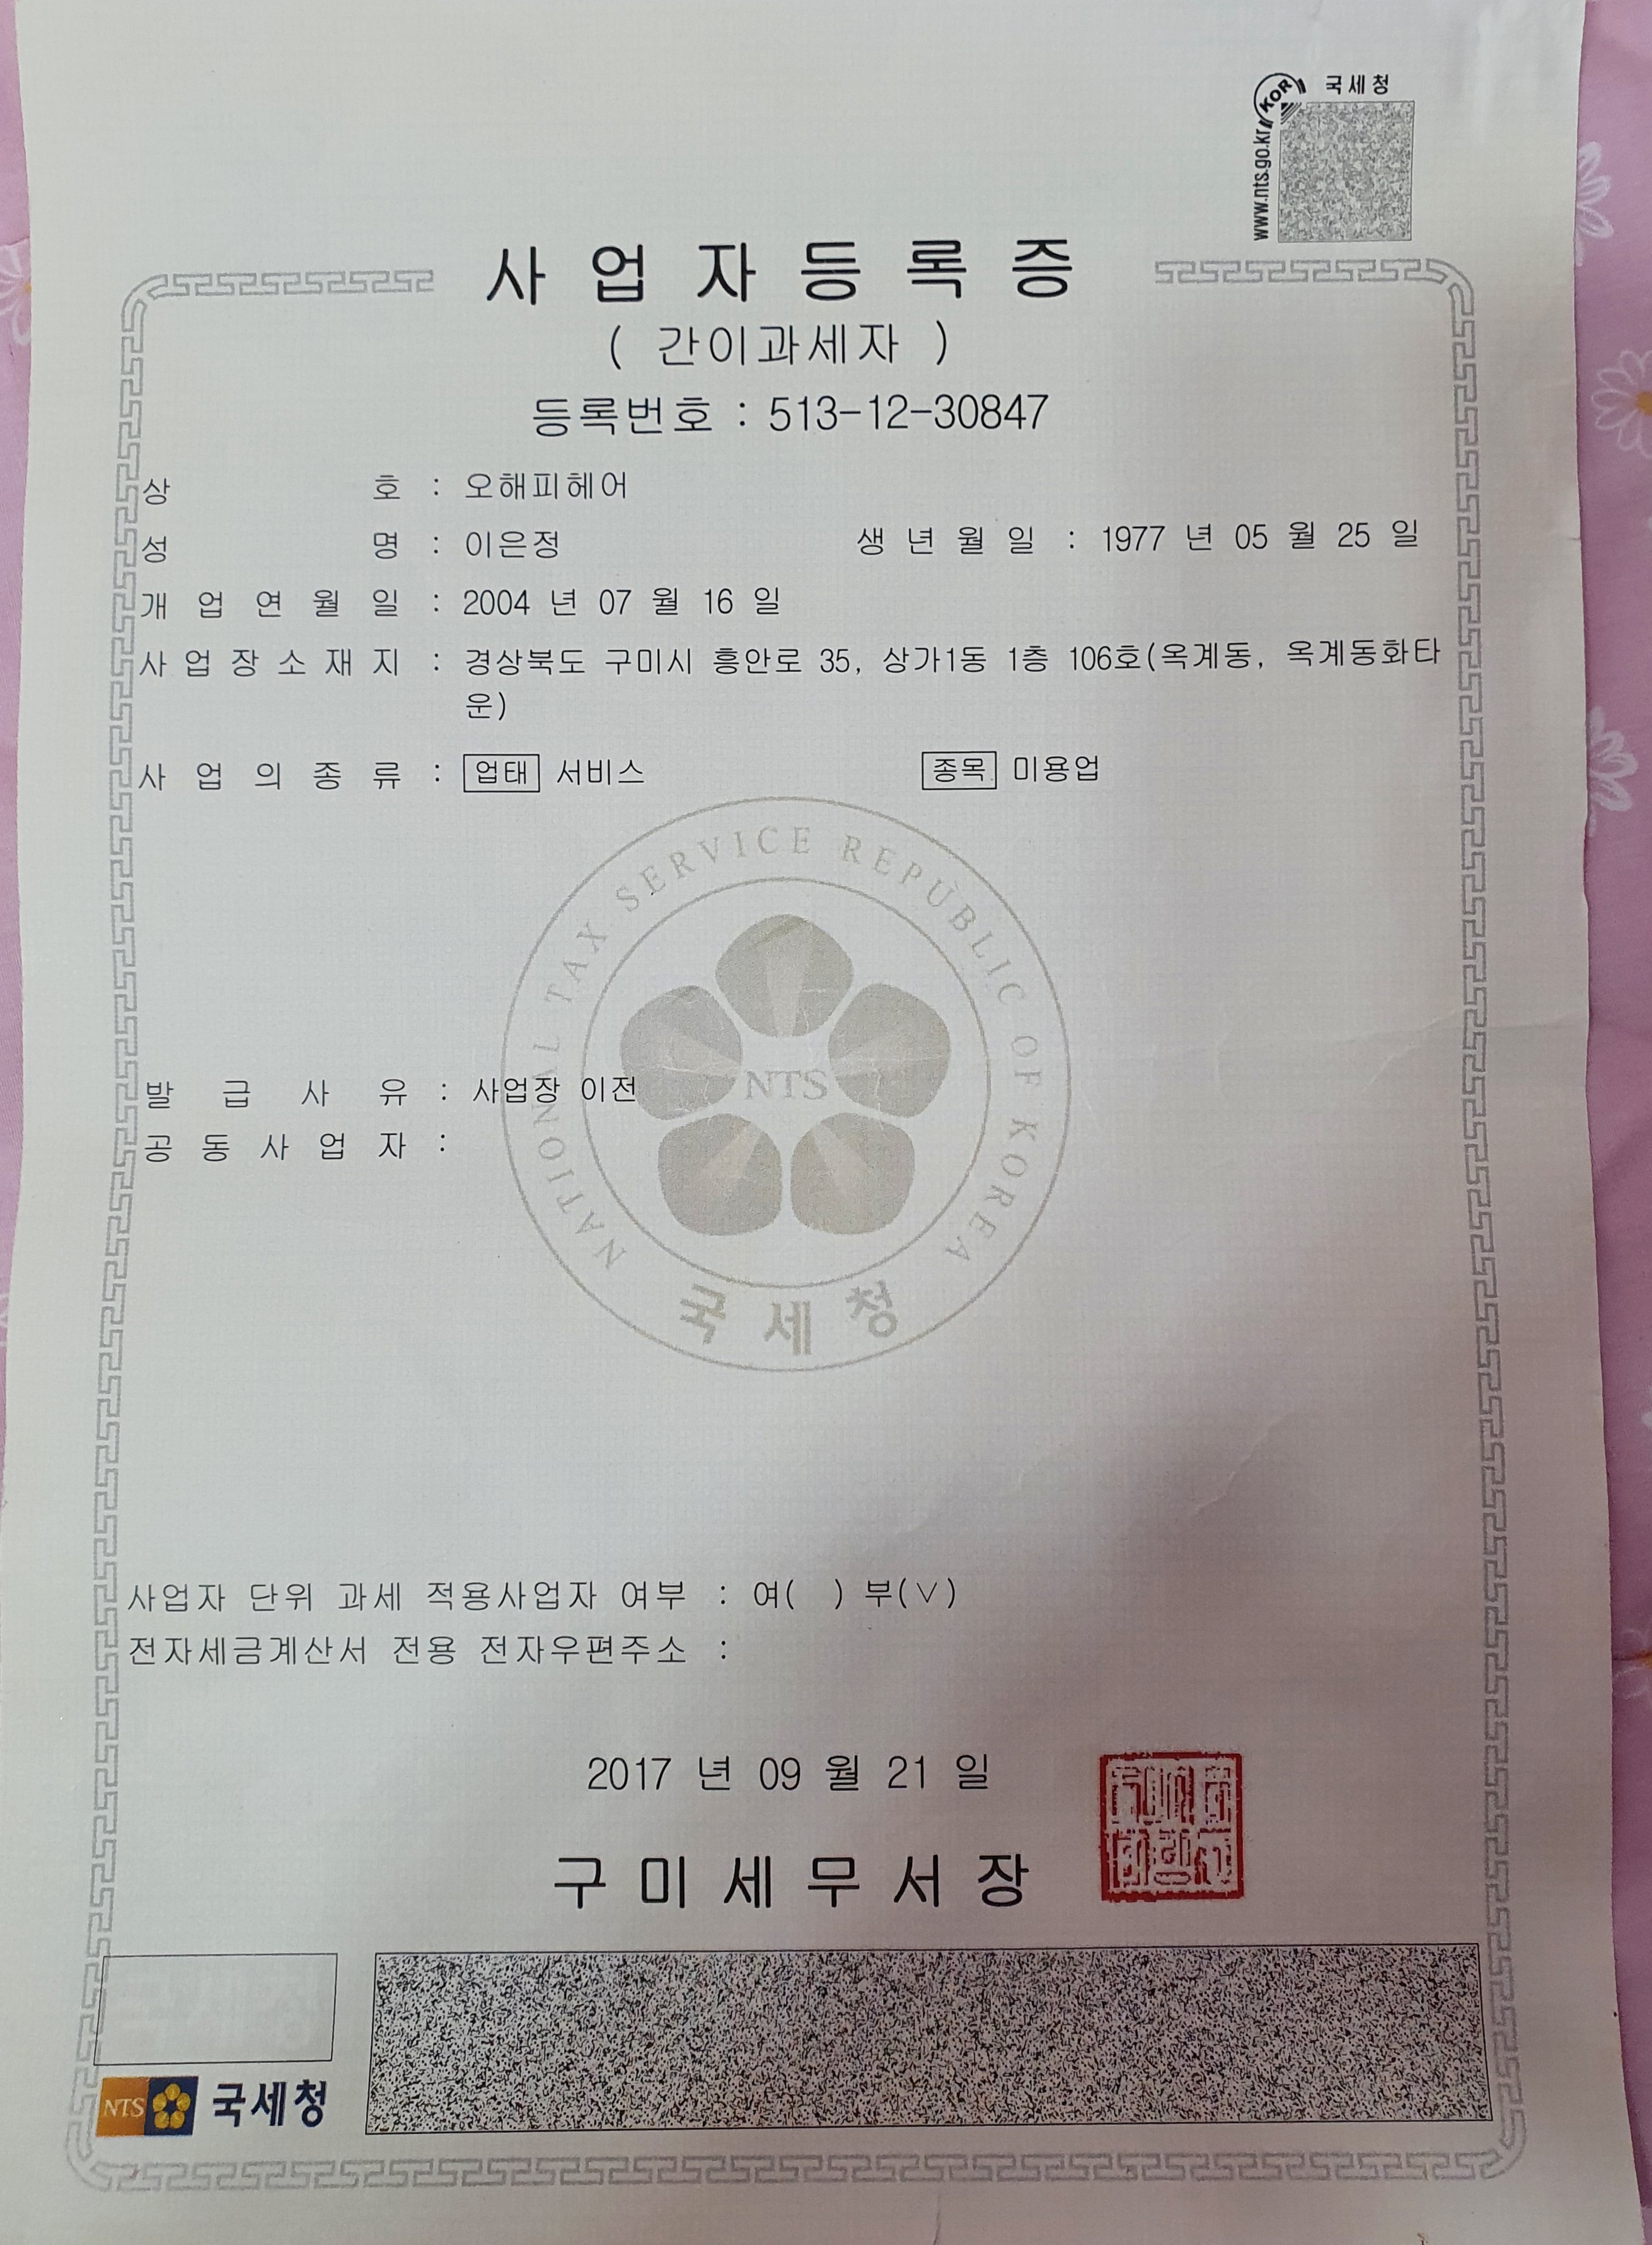 국세청
KOR
www.nts.go.kr
사업자등록증
( 간이과세자 )
등록번호 : 513-12-30847
상 호 : 오해피헤어
성 명 : 이은정 생년월일 : 1977 년 05 월 25 일
개업연월일 : 2004 년 07 월 16 일
사업장소재지 : 경상북도 구미시 흥안로 35, 상가1동 1층 106호(옥계동, 옥계동화타
운)
사업의종류 : 업태 서비스 종목 미용업
NATIONAL TAX SERVICE REPUBLIC OF KOREA
NTS
국세청
발급사유 : 사업장 이전
공동사업자 :
사업자 단위 과세 적용사업자 여부 : 여( ) 부(∨)
전자세금계산서 전용 전자우편주소 :
2017 년 09 월 21 일
구미세무서장
NTS 국세청